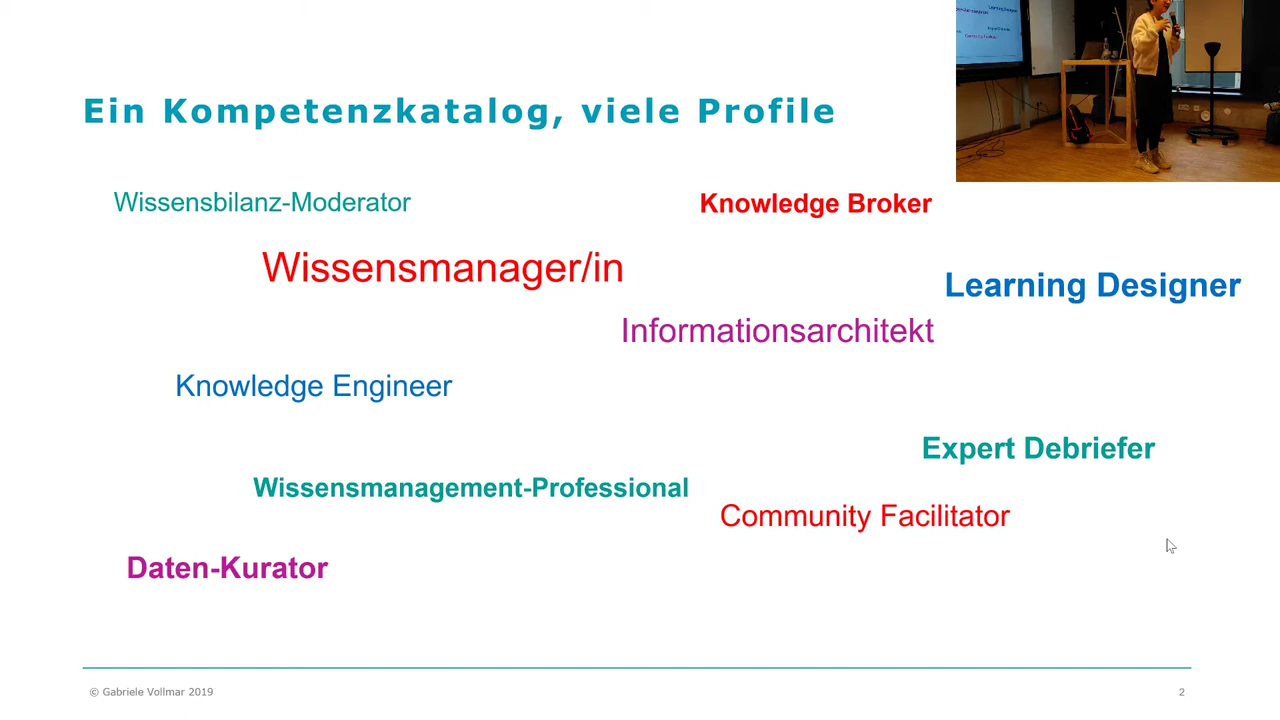 Ein Kompetenzkatalog, viele Profile
Wissensbilanz-Moderator
Knowledge Broker
Wissensmanager/in
Learning Designer
Informationsarchitekt
Knowledge Engineer
Expert Debriefer
Wissensmanagement-Professional
Community Facilitator
Daten-Kurator
© Gabriele Vollmar 2019
2